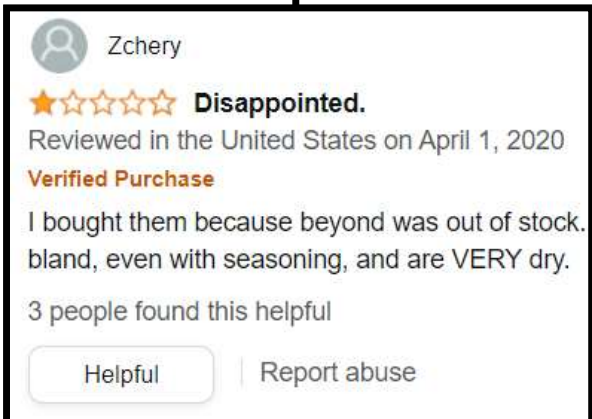 Zchery
Disappointed.
Reviewed in the United States on April 1, 2020
Verified Purchase
I bought them because beyond was out of stock.
bland, even with seasoning, and are VERY dry.
3 people found this helpful
Helpful
Report abuse